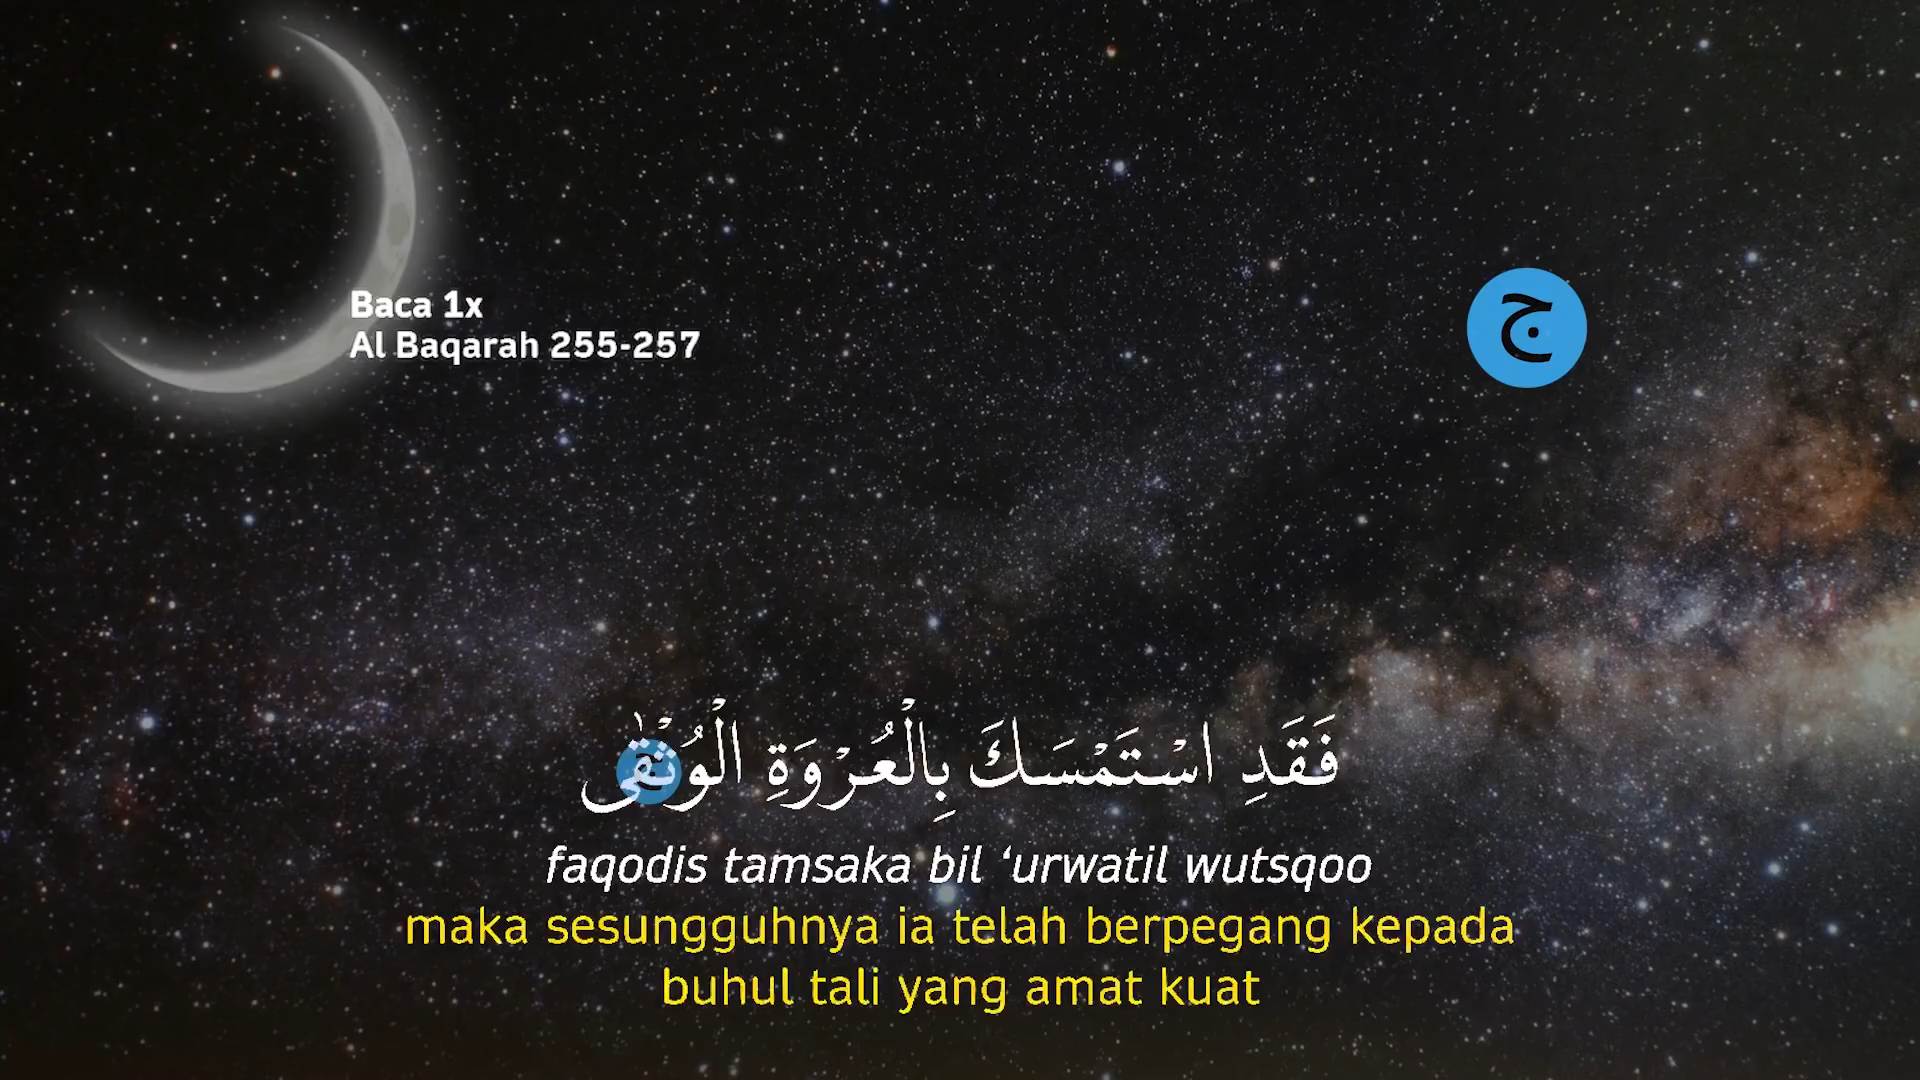 Baca 1x
Al Baqarah 255-257
ج
فَقَدِ اسْتَمْسَكَ بِالْعُرْوَةِ الْوُثْقٰى
ج
faqodis tamsaka bil ‘urwatil wutsqoo
maka sesungguhnya ia telah berpegang kepada
buhul tali yang amat kuat